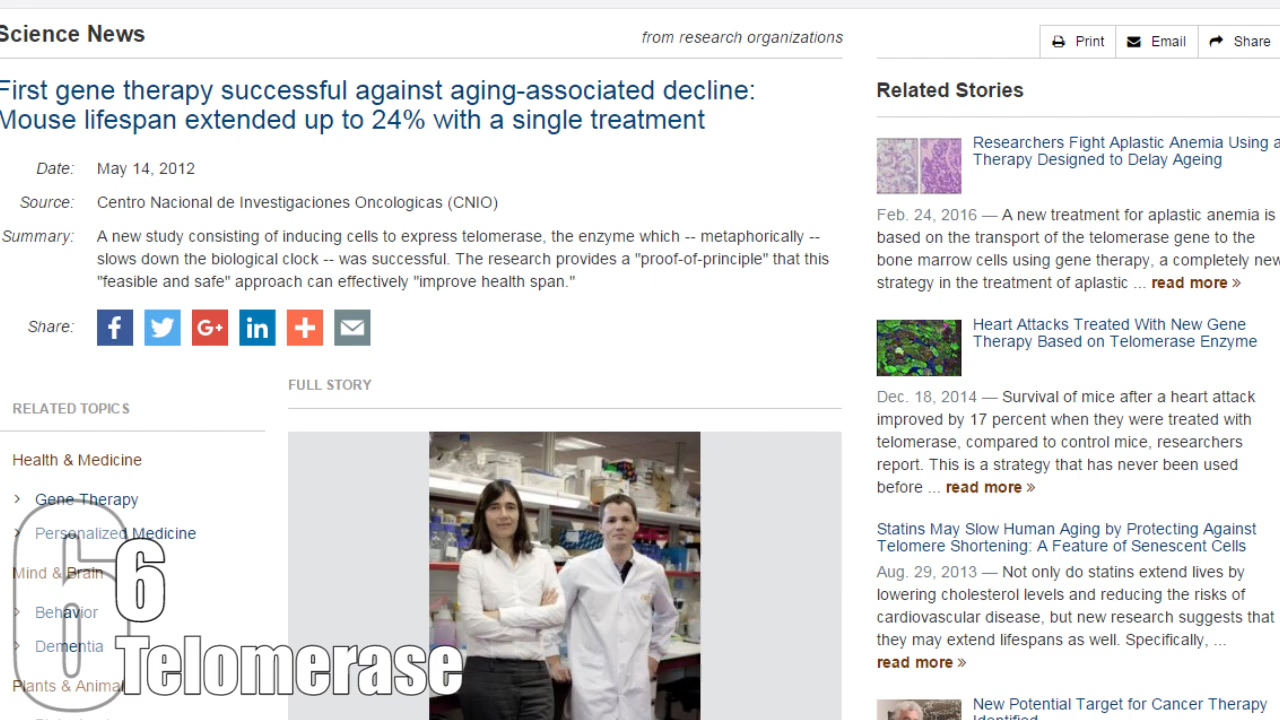 Science News
from research organizations
Print
Email
Share
First gene therapy successful against aging-associated decline:
Mouse lifespan extended up to 24% with a single treatment
Date:
May 14, 2012
Source:
Centro Nacional de Investigaciones Oncologicas (CNIO)
Summary:
A new study consisting of inducing cells to express telomerase, the enzyme which -- metaphorically --
slows down the biological clock -- was successful. The research provides a "proof-of-principle" that this
"feasible and safe" approach can effectively "improve health span."
Share:
FULL STORY
RELATED TOPICS
Health & Medicine
Gene Therapy
Personalized Medicine
Mind & Brain
Behavior
Dementia
Plants & Animal
6
6
Telomerase
Related Stories
Researchers Fight Aplastic Anemia Using a
Therapy Designed to Delay Ageing
Feb. 24, 2016 — A new treatment for aplastic anemia is
based on the transport of the telomerase gene to the
bone marrow cells using gene therapy, a completely new
strategy in the treatment of aplastic ... read more »
Heart Attacks Treated With New Gene
Therapy Based on Telomerase Enzyme
Dec. 18, 2014 — Survival of mice after a heart attack
improved by 17 percent when they were treated with
telomerase, compared to control mice, researchers
report. This is a strategy that has never been used
before ... read more »
Statins May Slow Human Aging by Protecting Against
Telomere Shortening: A Feature of Senescent Cells
Aug. 29, 2013 — Not only do statins extend lives by
lowering cholesterol levels and reducing the risks of
cardiovascular disease, but new research suggests that
they may extend lifespans as well. Specifically, ...
read more »
New Potential Target for Cancer Therapy
Identified